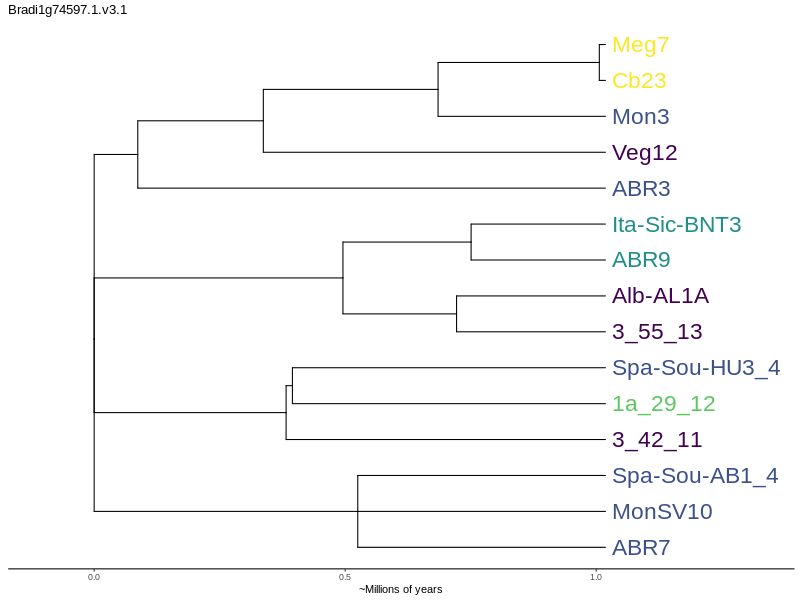 Bradi1g74597.1.v3.1
Meg7
Cb23
Mon3
Veg12
ABR3
Ita-Sic-BNT3
ABR9
Alb-AL1A
3_55_13
Spa-Sou-HU3_4
1a_29_12
3_42_11
Spa-Sou-AB1_4
MonSV10
ABR7
0.0 0.5 1.0
~Millions of years